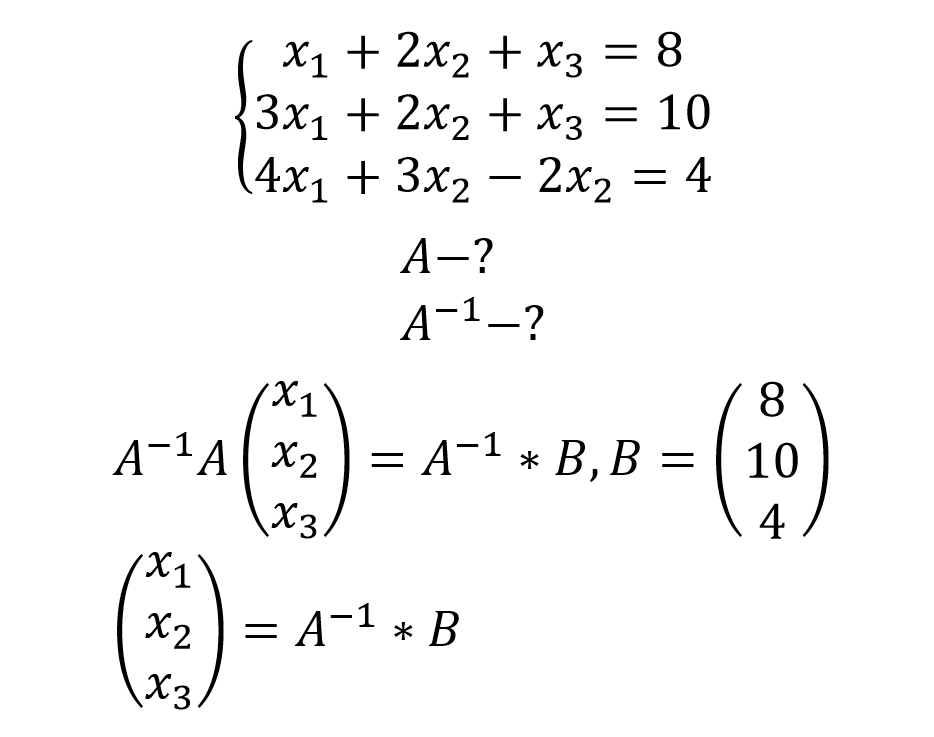 x₁ + 2x₂ + x₃ = 8
3x₁ + 2x₂ + x₃ = 10
4x₁ + 3x₂ − 2x₂ = 4
A−?
A⁻¹−?
A⁻¹A(x₁ x₂ x₃) = A⁻¹ * B, B = (8 10 4)
(x₁ x₂ x₃) = A⁻¹ * B